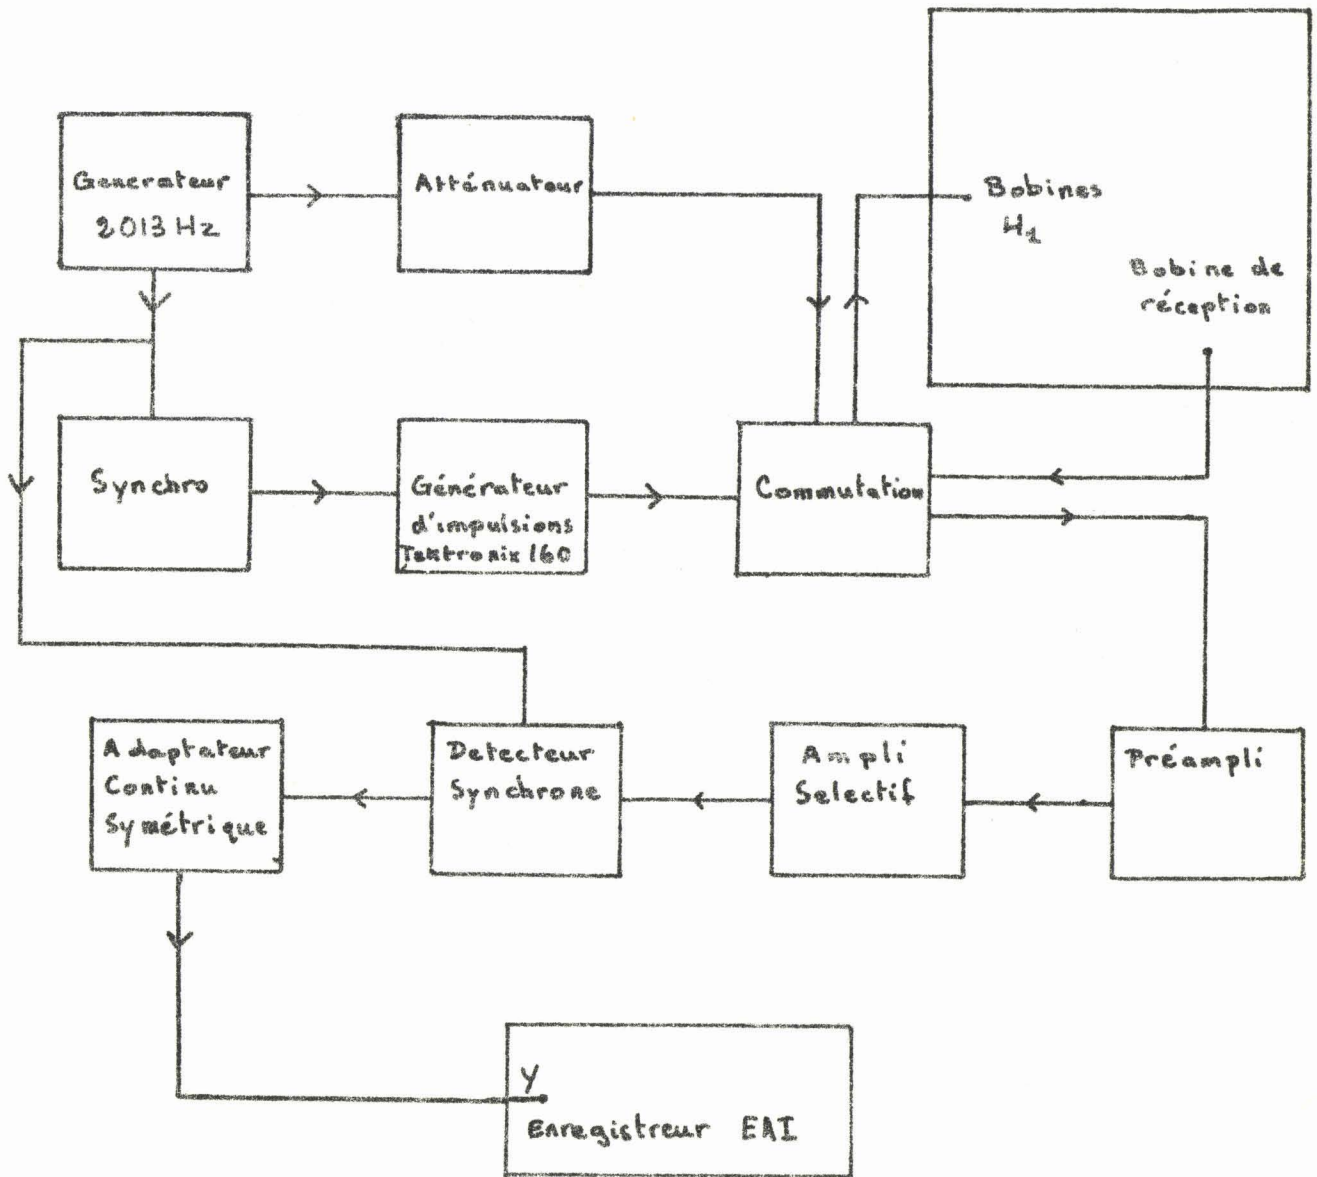 Generateur
2013 Hz
Atténuateur
Bobines
H1
Bobine de
réception
Synchro
Générateur
d'impulsions
Tektronix 160
Commutation
Adaptateur
Continu
Symétrique
Detecteur
Synchrone
Ampli
Selectif
Préampli
Y
Enregistreur EAI